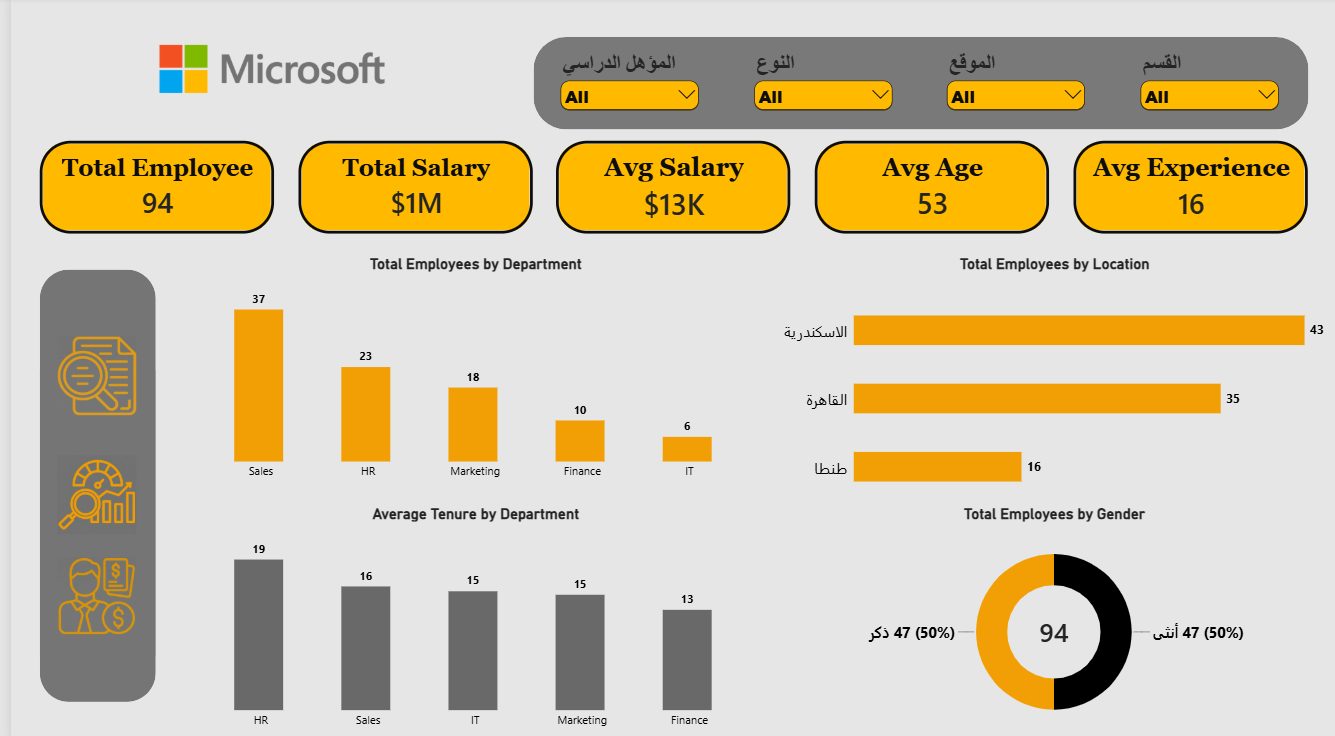 Microsoft
المؤهل الدراسي
All
النوع
All
الموقع
All
القسم
All
Total Employee
94
Total Salary
$1M
Avg Salary
$13K
Avg Age
53
Avg Experience
16
Total Employees by Department
37
23
18
10
6
Sales
HR
Marketing
Finance
IT
Total Employees by Location
الاسكندرية
43
القاهرة
35
طنطا
16
Average Tenure by Department
19
16
15
15
13
HR
Sales
IT
Marketing
Finance
Total Employees by Gender
ذكر 47 (50%)
94
أنثى 47 (50%)